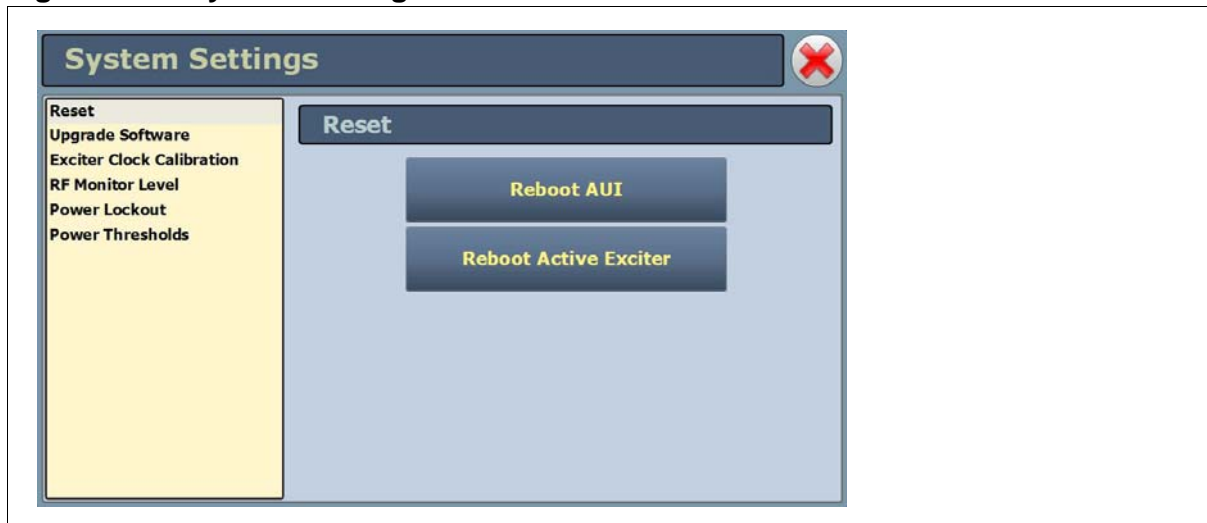 System Settings
Reset
Upgrade Software
Exciter Clock Calibration
RF Monitor Level
Power Lockout
Power Thresholds
Reset
Reboot AUI
Reboot Active Exciter